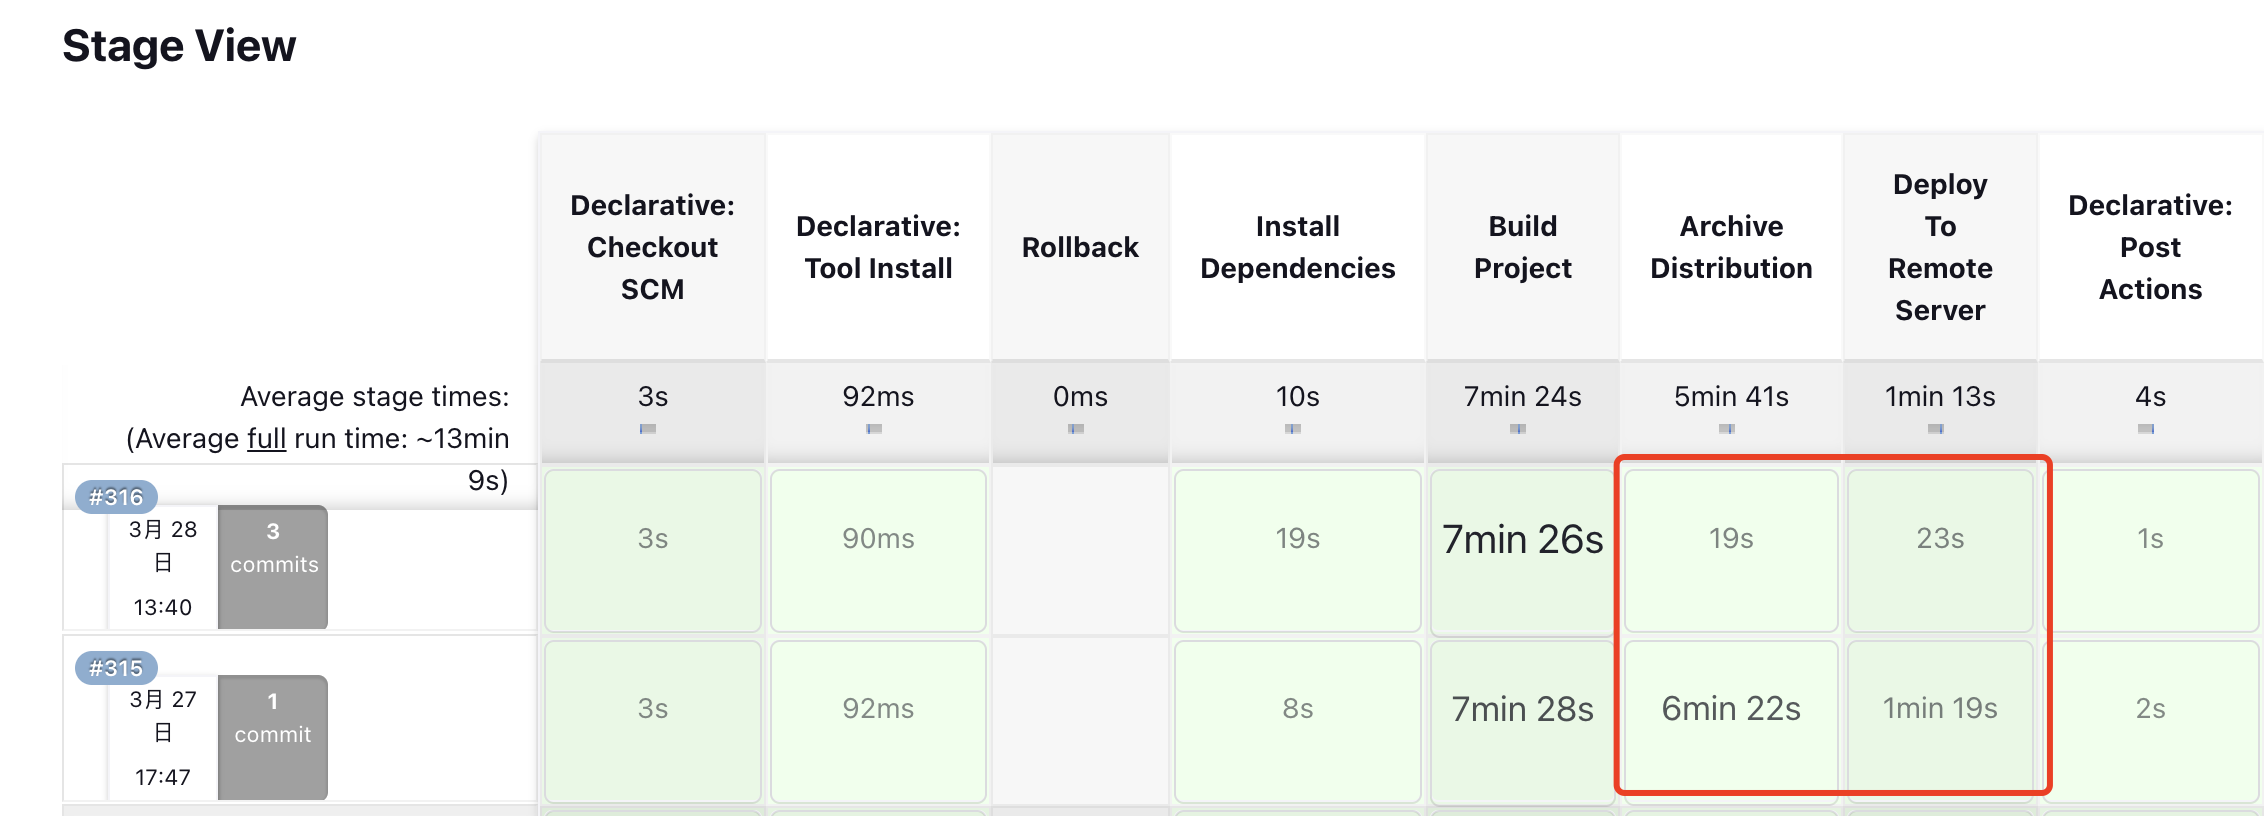 Stage View
Declarative:
Checkout
SCM
Declarative:
Tool Install
Rollback
Install
Dependencies
Build
Project
Archive
Distribution
Deploy
To
Remote
Server
Declarative:
Post
Actions
Average stage times:
(Average full run time: ~13min
9s)
3s
92ms
0ms
10s
7min 24s
5min 41s
1min 13s
4s
#316
3月 28
日
13:40
3
commits
3s
90ms
19s
7min 26s
19s
23s
1s
#315
3月 27
日
17:47
1
commit
3s
92ms
8s
7min 28s
6min 22s
1min 19s
2s